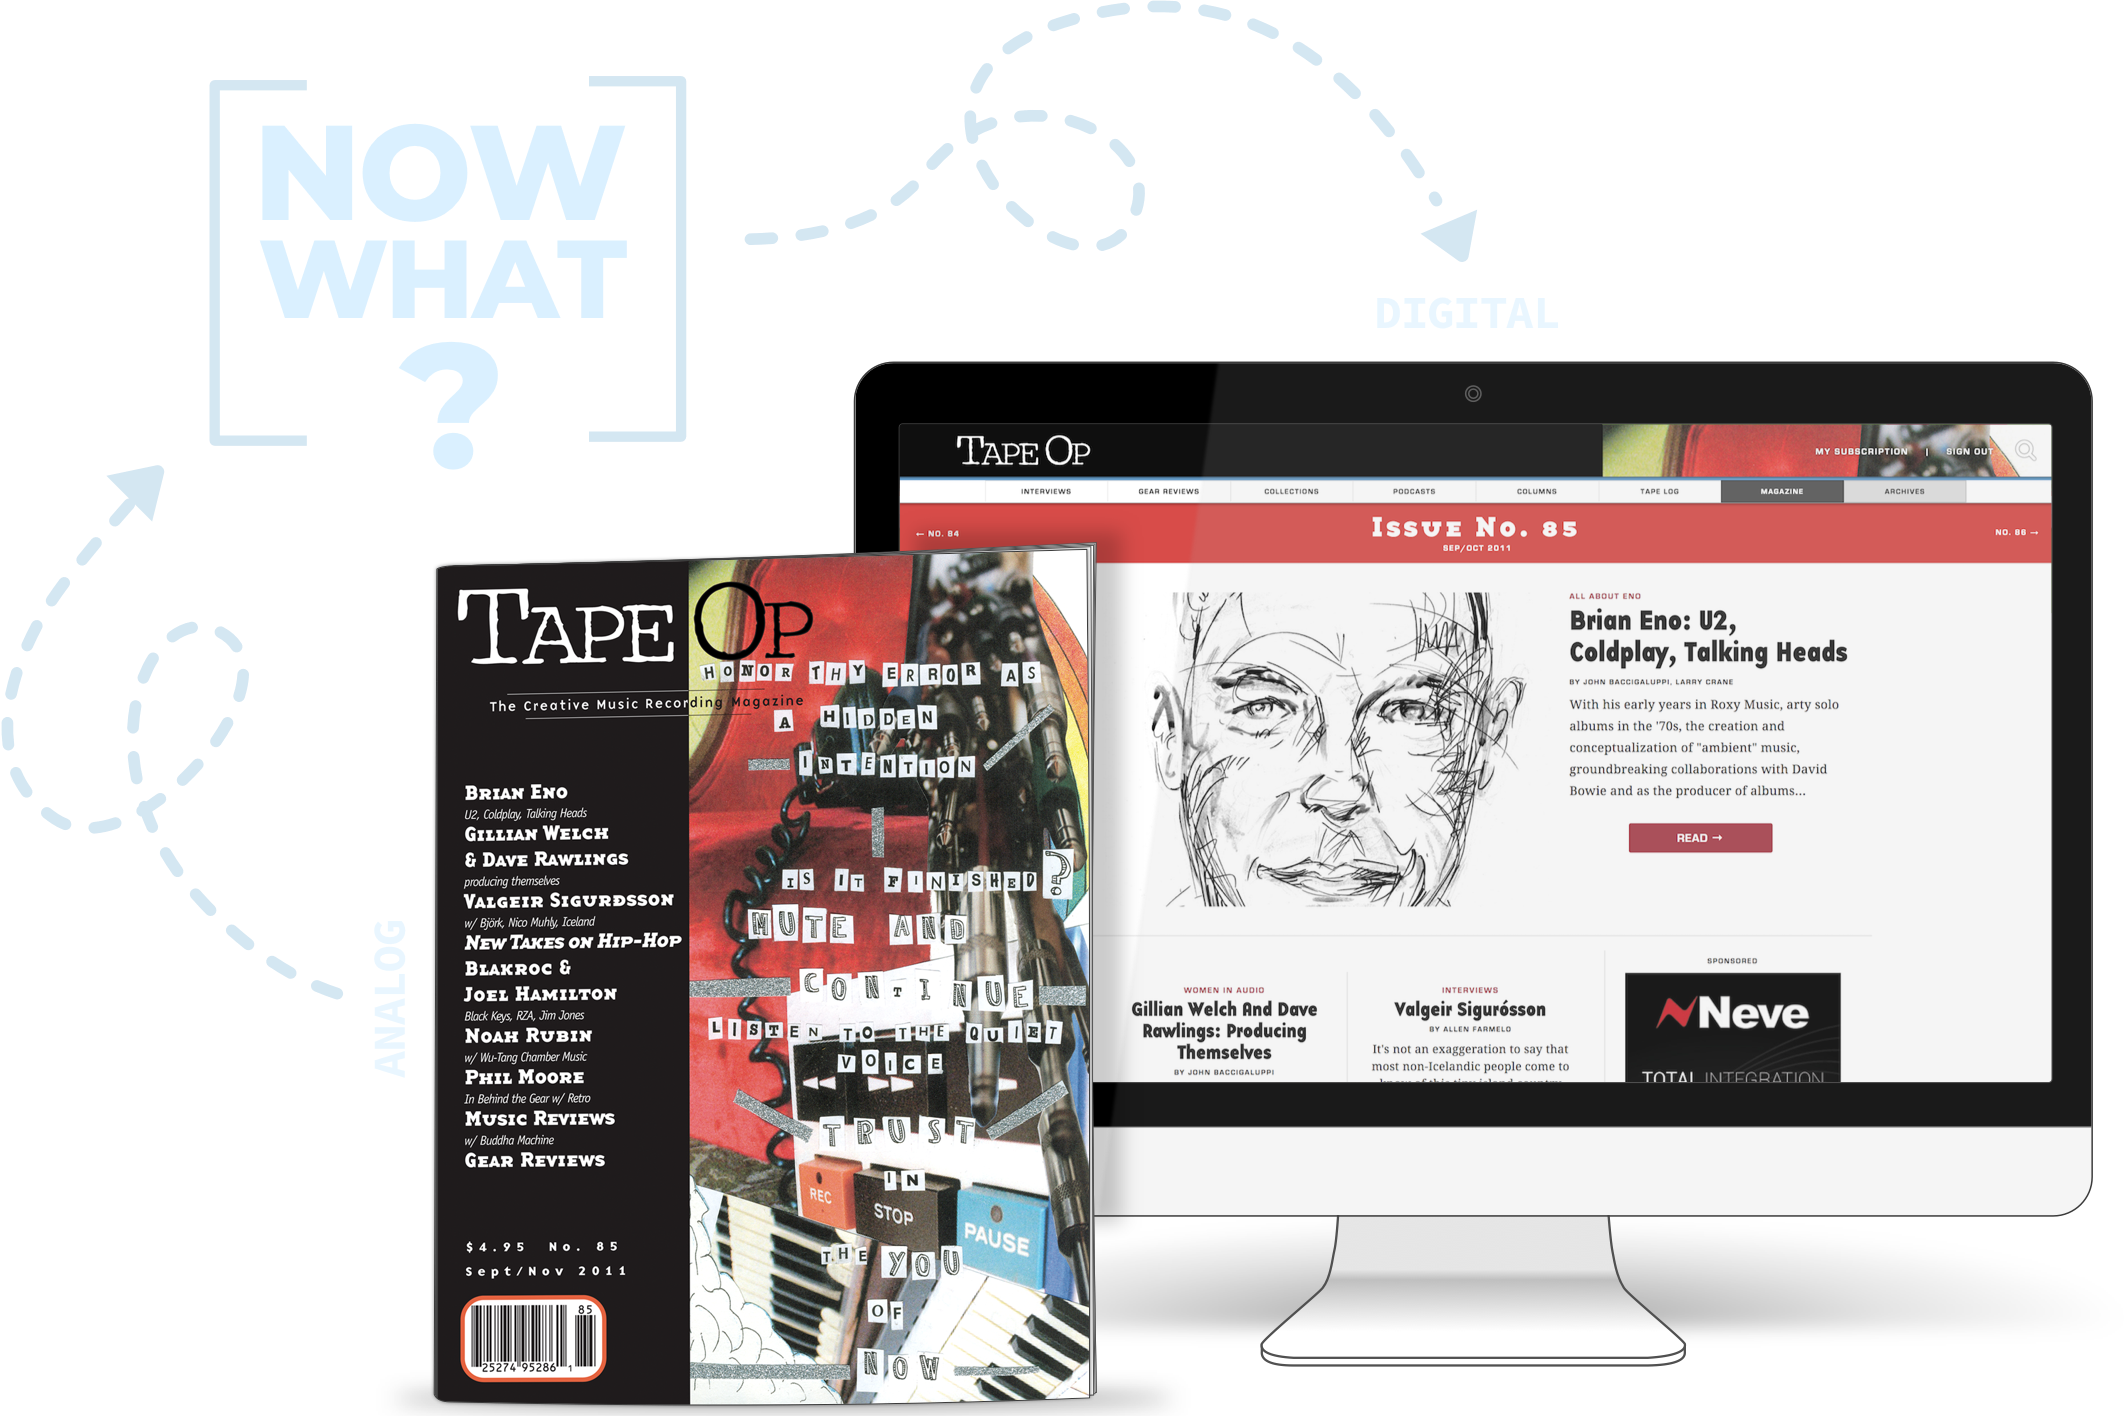 NOW
WHAT
?
DIGITAL
ANALOG
TAPE OP
MY SUBSCRIPTION | SIGN OUT
INTERVIEWS GEAR REVIEWS COLLECTIONS PODCASTS COLUMNS TAPE LOG MAGAZINE ARCHIVES
← NO. 84
ISSUE NO. 85
SEP/OCT 2011
NO. 86 →
ALL ABOUT ENO
Brian Eno: U2,
Coldplay, Talking Heads
BY JOHN BACCIGALUPPI, LARRY CRANE
With his early years in Roxy Music, arty solo
albums in the '70s, the creation and
conceptualization of "ambient" music,
groundbreaking collaborations with David
Bowie and as the producer of albums...
READ →
WOMEN IN AUDIO
Gillian Welch And Dave
Rawlings: Producing
Themselves
BY JOHN BACCIGALUPPI
INTERVIEWS
Valgeir Sigurósson
BY ALLEN FARMELO
It's not an exaggeration to say that
most non-Icelandic people come to
know of this tiny island country
SPONSORED
Neve
TOTAL INTEGRATION
TAPE OP
The Creative Music Recording Magazine
BRIAN ENO
U2, Coldplay, Talking Heads
GILLIAN WELCH
& DAVE RAWLINGS
producing themselves
VALGEIR SIGURÐSSON
w/ Björk, Nico Muhly, Iceland
NEW TAKES ON HIP-HOP
BLAKROC &
JOEL HAMILTON
Black Keys, RZA, Jim Jones
NOAH RUBIN
w/ Wu-Tang Chamber Music
PHIL MOORE
In Behind the Gear w/ Retro
MUSIC REVIEWS
w/ Buddha Machine
GEAR REVIEWS
$4.95 No. 85
Sept/Nov 2011
85
25274 95286 1
HONOR THY ERROR AS
A HIDDEN
INTENTION
IS IT FINISHED?
MUTE AND
CONTINUE
LISTEN TO THE QUIET
VOICE
TRUST
IN
THE YOU
OF
NOW
REC
STOP
PAUSE